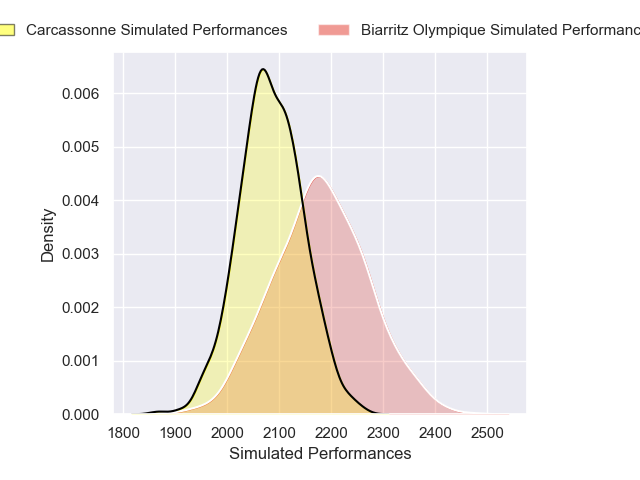 Carcassonne Simulated Performances
Biarritz Olympique Simulated
0.006
0.005
0.004
0.003
0.002
0.001
0.000
Density
1800 1900 2000 2100 2200 2300 2400 2500
Simulated Performances